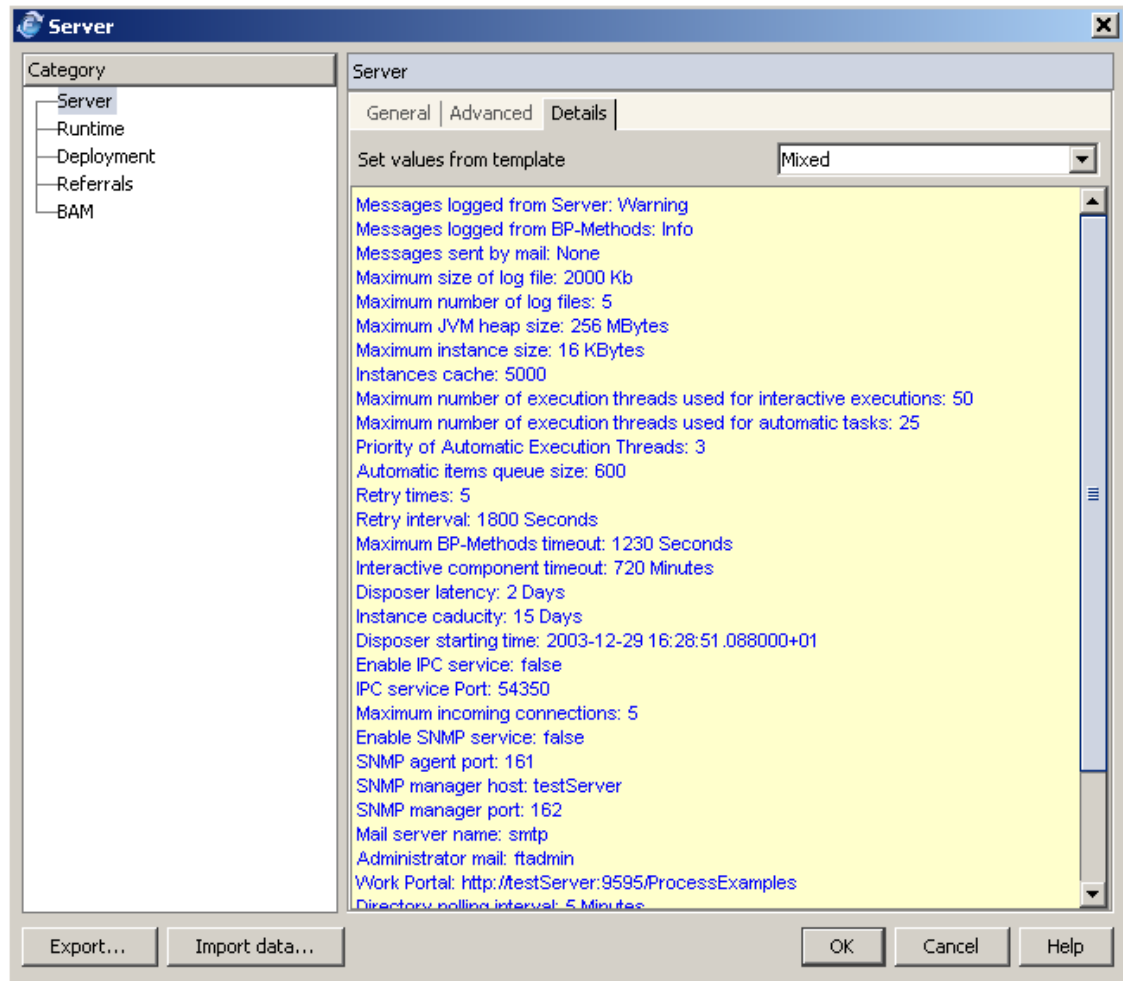 Server
Category
Server
Runtime
Deployment
Referrals
BAM
Server
General | Advanced Details
Set values from template Mixed
Messages logged from Server: Warning
Messages logged from BP-Methods: Info
Messages sent by mail: None
Maximum size of log file: 2000 Kb
Maximum number of log files: 5
Maximum JVM heap size: 256 MBytes
Maximum instance size: 16 KBytes
Instances cache: 5000
Maximum number of execution threads used for interactive executions: 50
Maximum number of execution threads used for automatic tasks: 25
Priority of Automatic Execution Threads: 3
Automatic items queue size: 600
Retry times: 5
Retry interval: 1800 Seconds
Maximum BP-Methods timeout: 1230 Seconds
Interactive component timeout: 720 Minutes
Disposer latency: 2 Days
Instance caducity: 15 Days
Disposer starting time: 2003-12-29 16:28:51.088000+01
Enable IPC service: false
IPC service Port: 54350
Maximum incoming connections: 5
Enable SNMP service: false
SNMP agent port: 161
SNMP manager host: testServer
SNMP manager port: 162
Mail server name: smtp
Administrator mail: ftadmin
Work Portal: http://testServer:9595/ProcessExamples
Directory polling interval: 5 Minutes
Export... Import data... OK Cancel Help